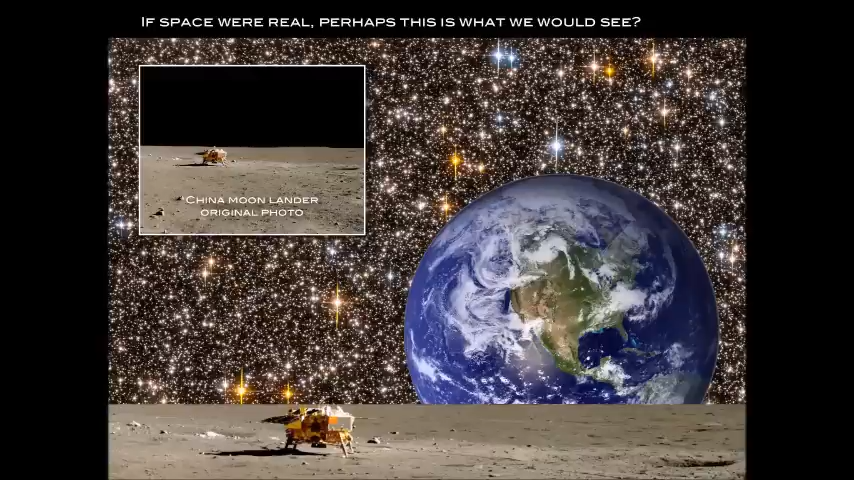 If space were real, perhaps this is what we would see?
*China moon lander
original photo